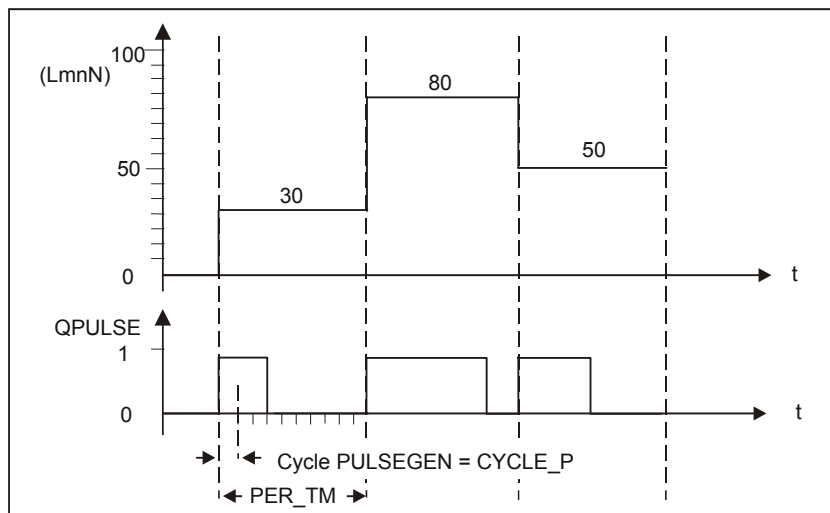 100
(LmnN)
80
50
50
30
0
t
QPULSE
1
0
t
Cycle PULSEGEN = CYCLE_P
PER_TM